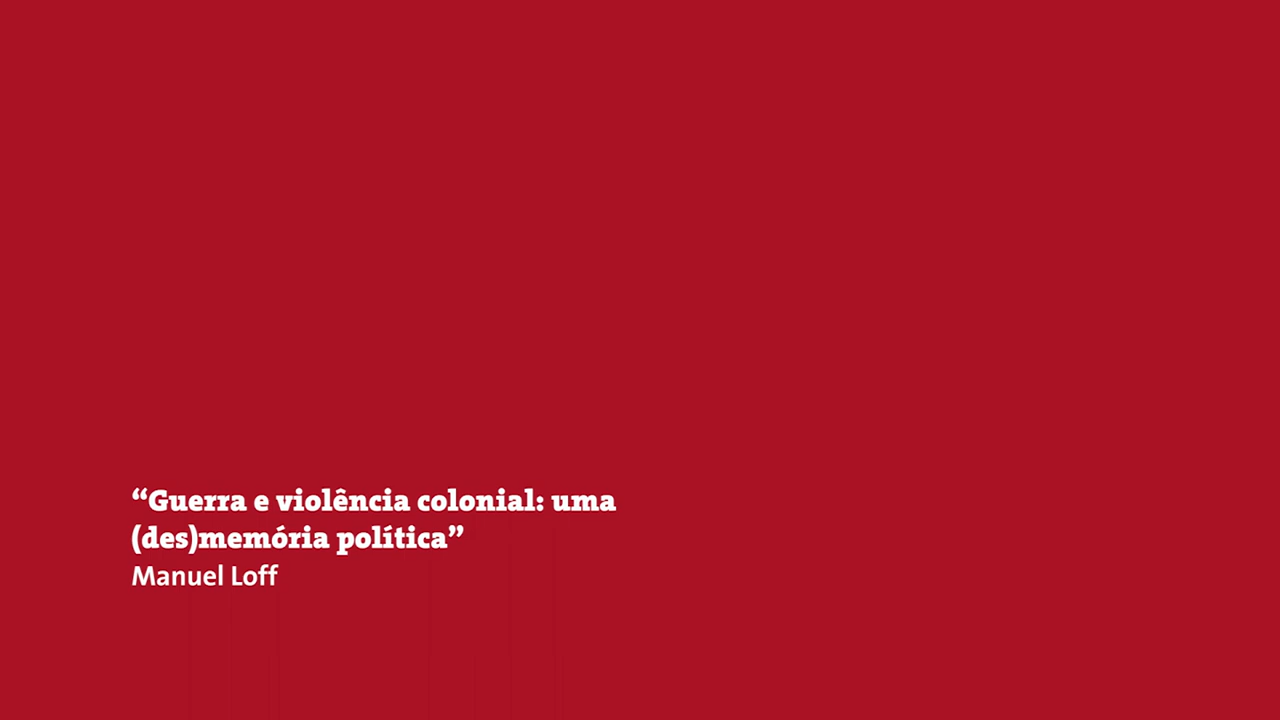 “Guerra e violência colonial: uma
(des)memória política”
Manuel Loff